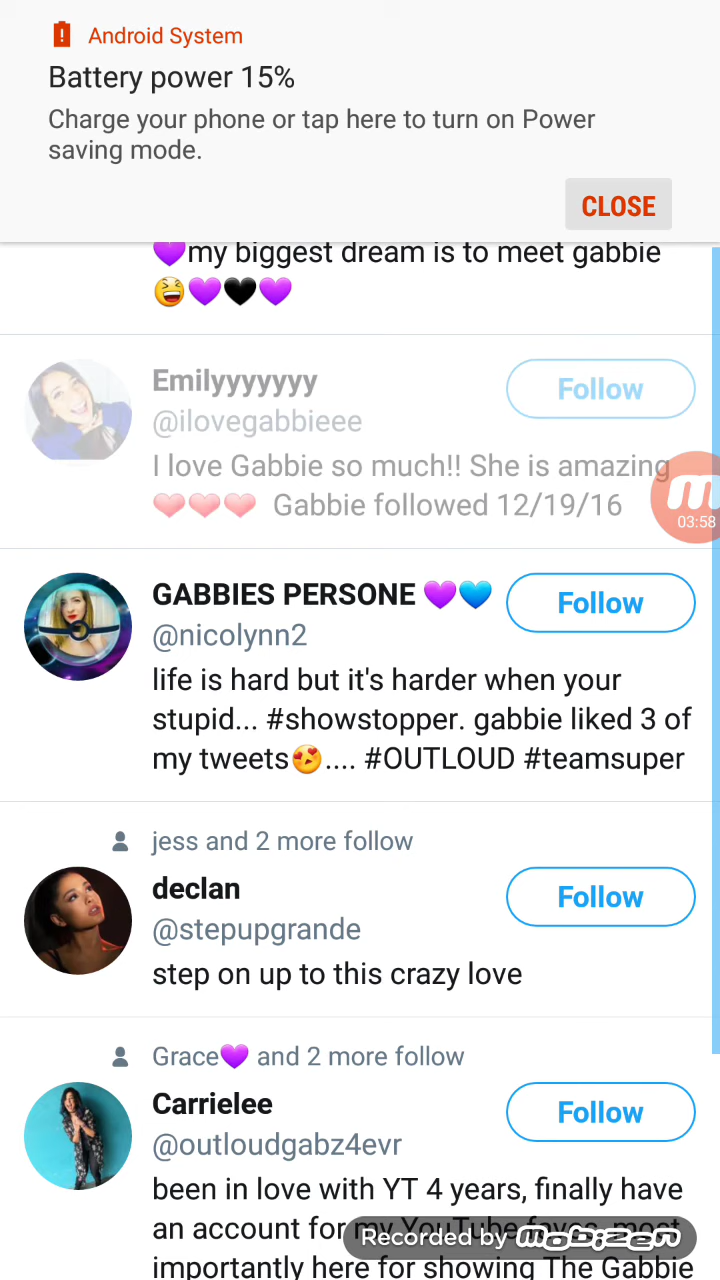 Android System
Battery power 15%
Charge your phone or tap here to turn on Power
saving mode.
CLOSE
💜my biggest dream is to meet gabbie
😆💜🖤💜
Emilyyyyyyy
Follow
@ilovegabbieee
I love Gabbie so much!! She is amazing
❤❤❤ Gabbie followed 12/19/16
03:58
GABBIES PERSONE 💜💙
Follow
@nicolynn2
life is hard but it's harder when your
stupid... #showstopper. gabbie liked 3 of
my tweets😍.... #OUTLOUD #teamsuper
jess and 2 more follow
declan
Follow
@stepupgrande
step on up to this crazy love
Grace💜 and 2 more follow
Carrielee
Follow
@outloudgabz4evr
been in love with YT 4 years, finally have
an account for my YouTube faves, most
importantly here for showing The Gabbie
Recorded by MOBIZEN